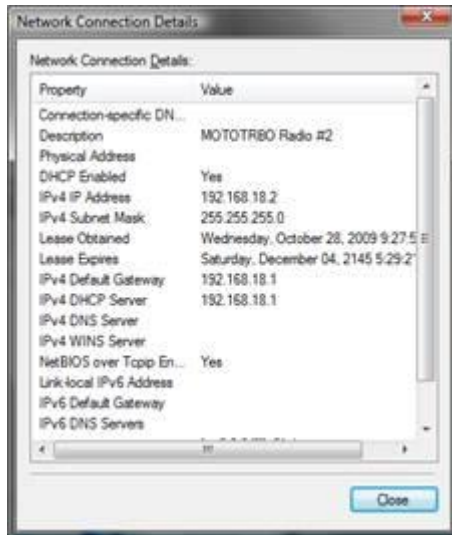 Network Connection Details
Network Connection Details:
Property Value
Connection-specific DN...
Description MOTOTRBO Radio #2
Physical Address
DHCP Enabled Yes
IPv4 IP Address 192.168.18.2
IPv4 Subnet Mask 255.255.255.0
Lease Obtained Wednesday, October 28, 2009 9:27:5
Lease Expires Saturday, December 04, 2145 5:29:2
IPv4 Default Gateway 192.168.18.1
IPv4 DHCP Server 192.168.18.1
IPv4 DNS Server
IPv4 WINS Server
NetBIOS over Tcpip En... Yes
Link-local IPv6 Address
IPv6 Default Gateway
IPv6 DNS Servers
Close